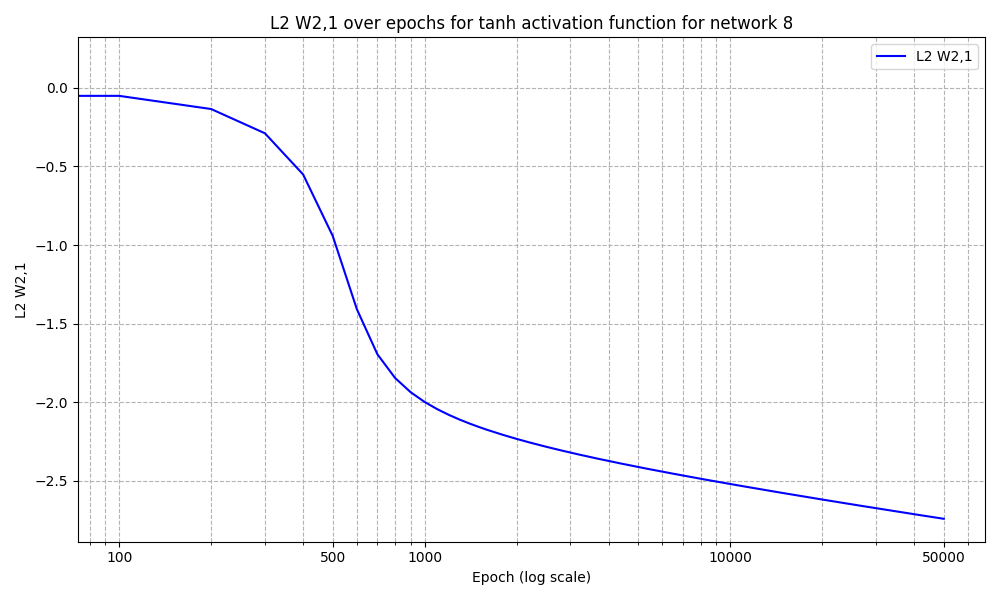 L2 W2,1 over epochs for tanh activation function for network 8
L2 W2,1
0.0
−0.5
−1.0
−1.5
−2.0
−2.5
L2 W2,1
100
500
1000
10000
50000
Epoch (log scale)